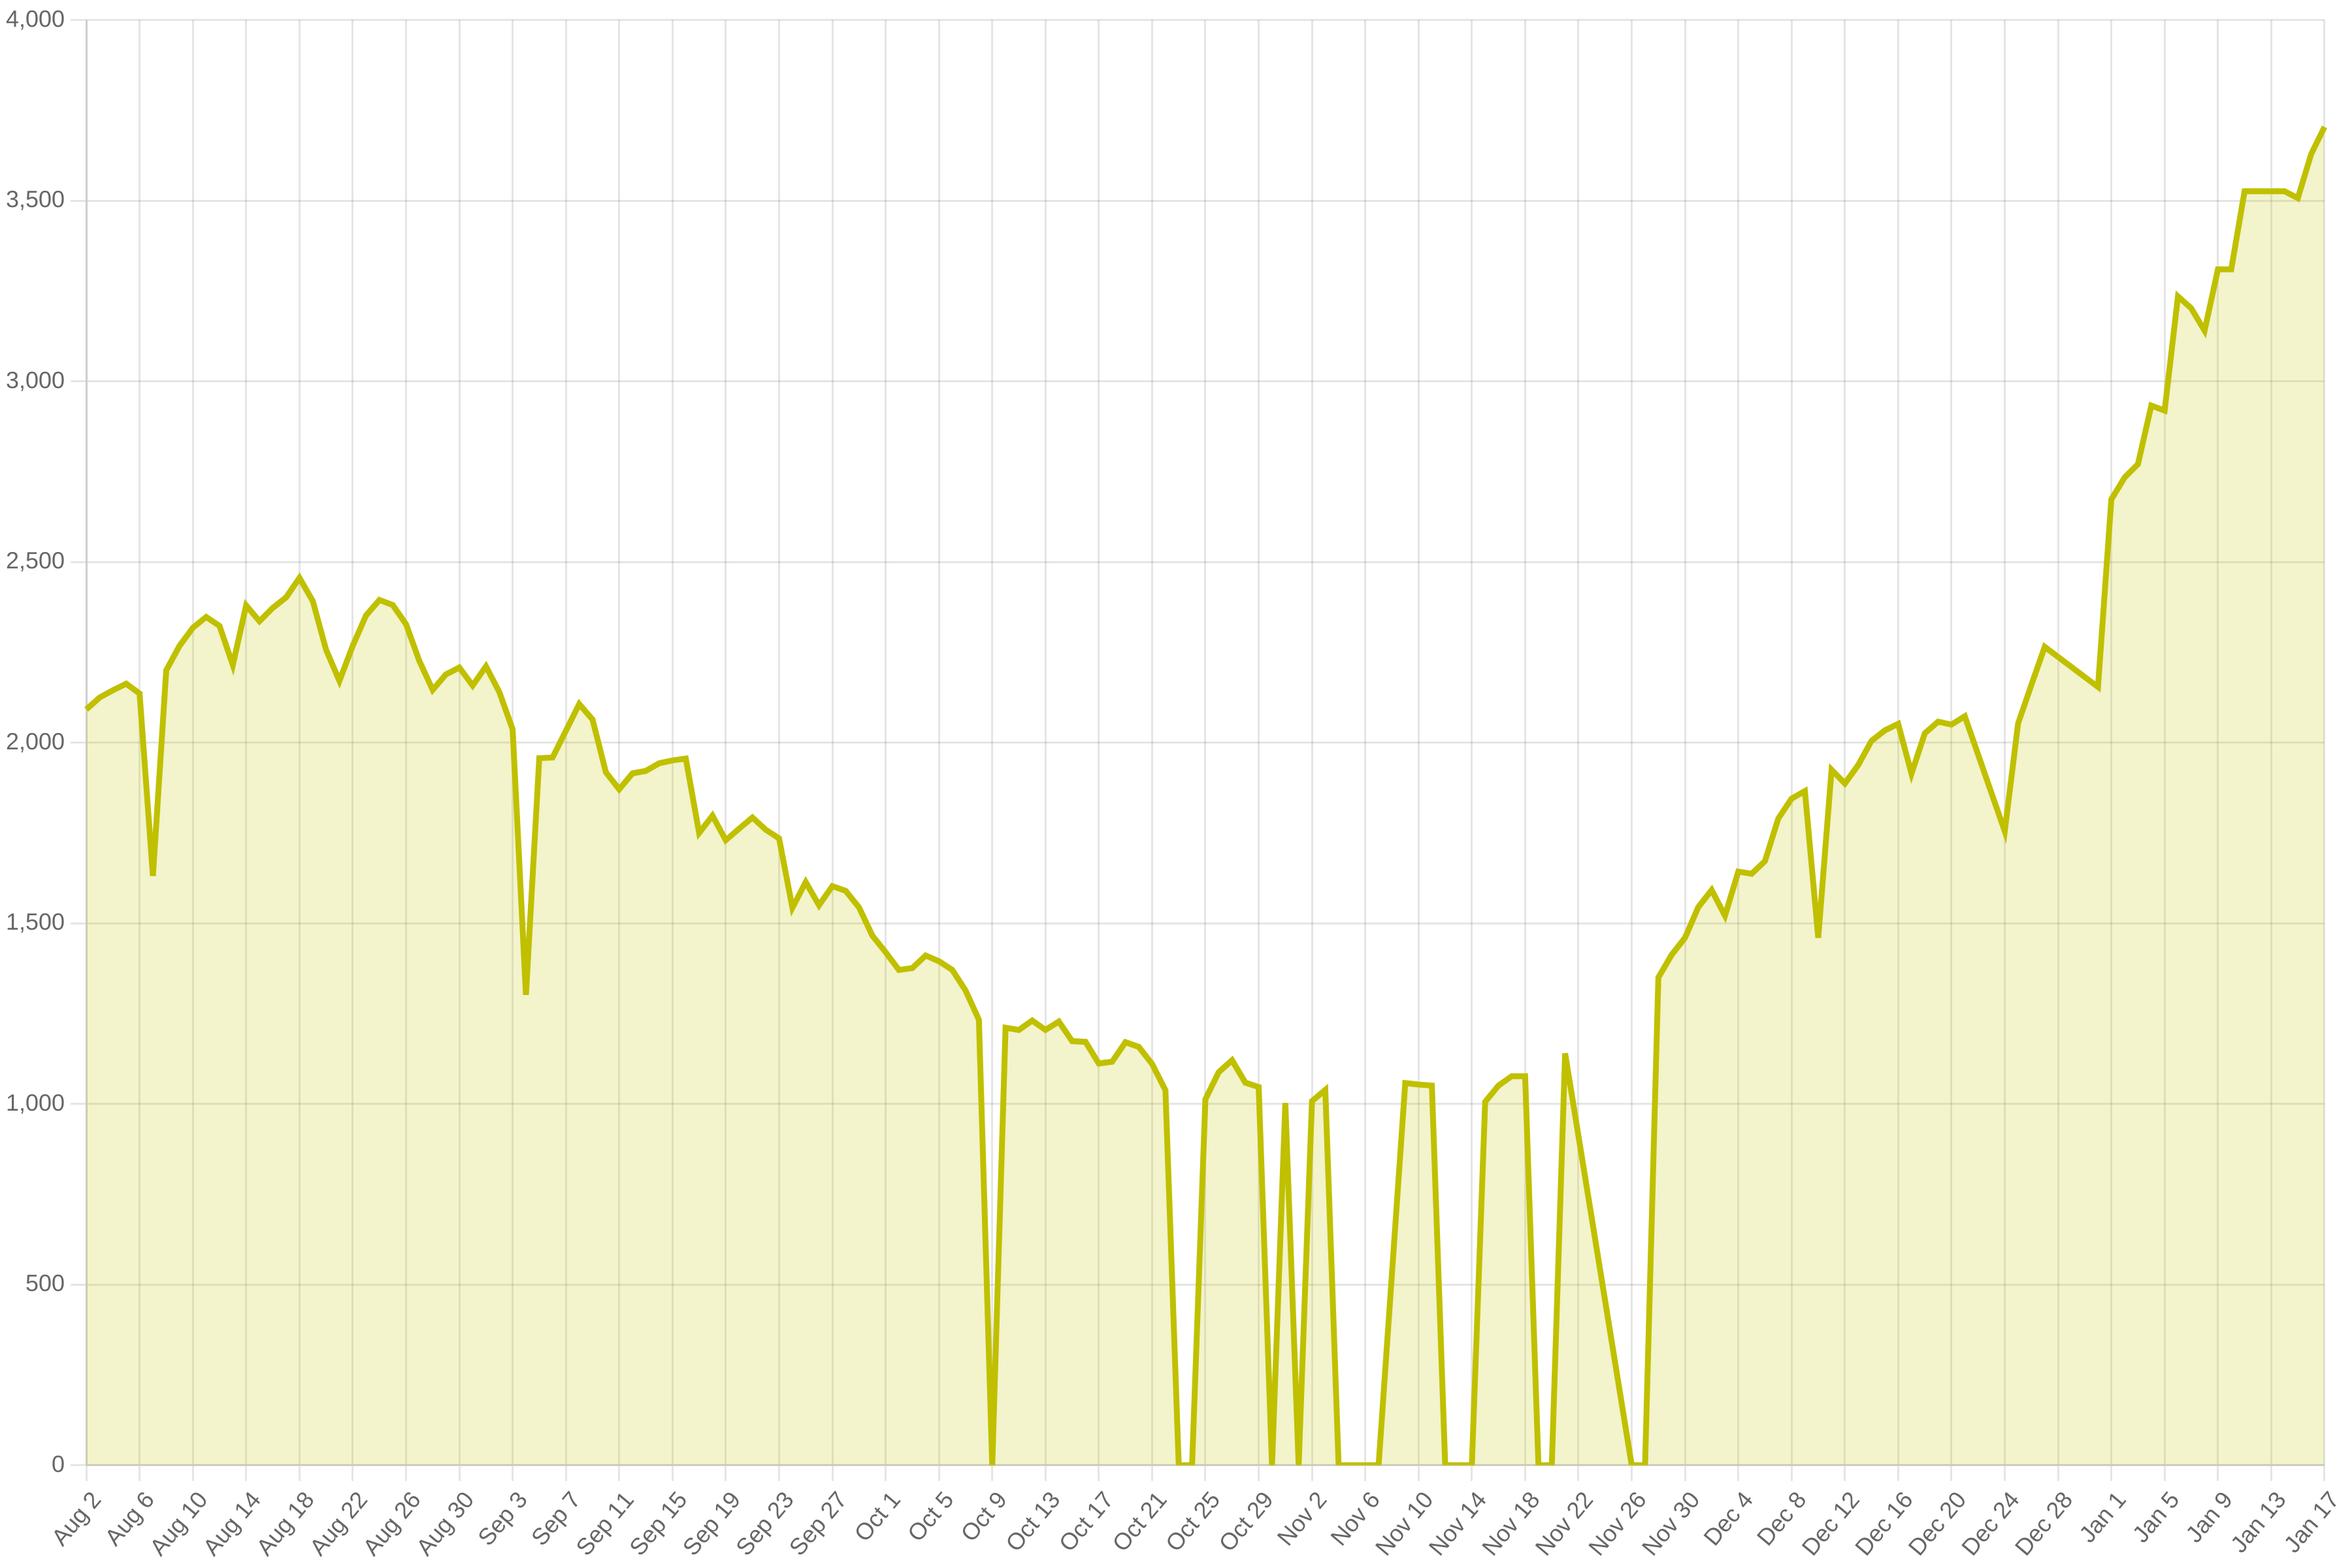 4,000
3,500
3,000
2,500
2,000
1,500
1,000
500
0
Aug 2
Aug 6
Aug 10
Aug 14
Aug 18
Aug 22
Aug 26
Aug 30
Sep 3
Sep 7
Sep 11
Sep 15
Sep 19
Sep 23
Sep 27
Oct 1
Oct 5
Oct 9
Oct 13
Oct 17
Oct 21
Oct 25
Oct 29
Nov 2
Nov 6
Nov 10
Nov 14
Nov 18
Nov 22
Nov 26
Nov 30
Dec 4
Dec 8
Dec 12
Dec 16
Dec 20
Dec 24
Dec 28
Jan 1
Jan 5
Jan 9
Jan 13
Jan 17